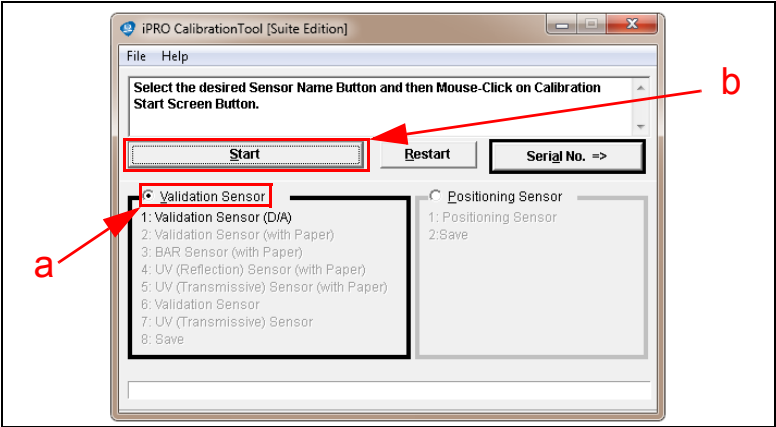 iPRO CalibrationTool [Suite Edition]
File Help
Select the desired Sensor Name Button and then Mouse-Click on Calibration
Start Screen Button.
b
Start Restart Serial No. =>
Validation Sensor
1: Validation Sensor (D/A)
2: Validation Sensor (with Paper)
3: BAR Sensor (with Paper)
4: UV (Reflection) Sensor (with Paper)
5: UV (Transmissive) Sensor (with Paper)
6: Validation Sensor
7: UV (Transmissive) Sensor
8: Save
Positioning Sensor
1: Positioning Sensor
2:Save
a